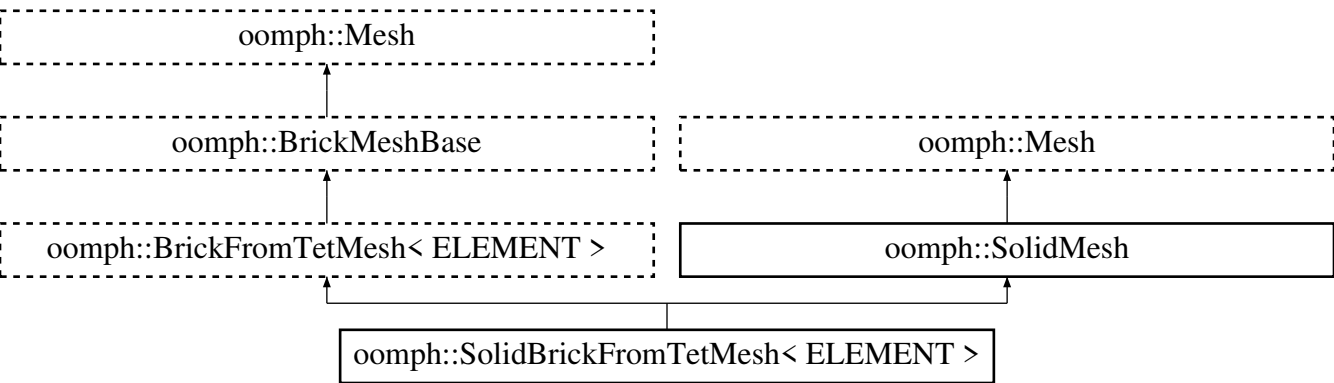 oomph::Mesh
oomph::BrickMeshBase
oomph::Mesh
oomph::BrickFromTetMesh< ELEMENT >
oomph::SolidMesh
oomph::SolidBrickFromTetMesh< ELEMENT >